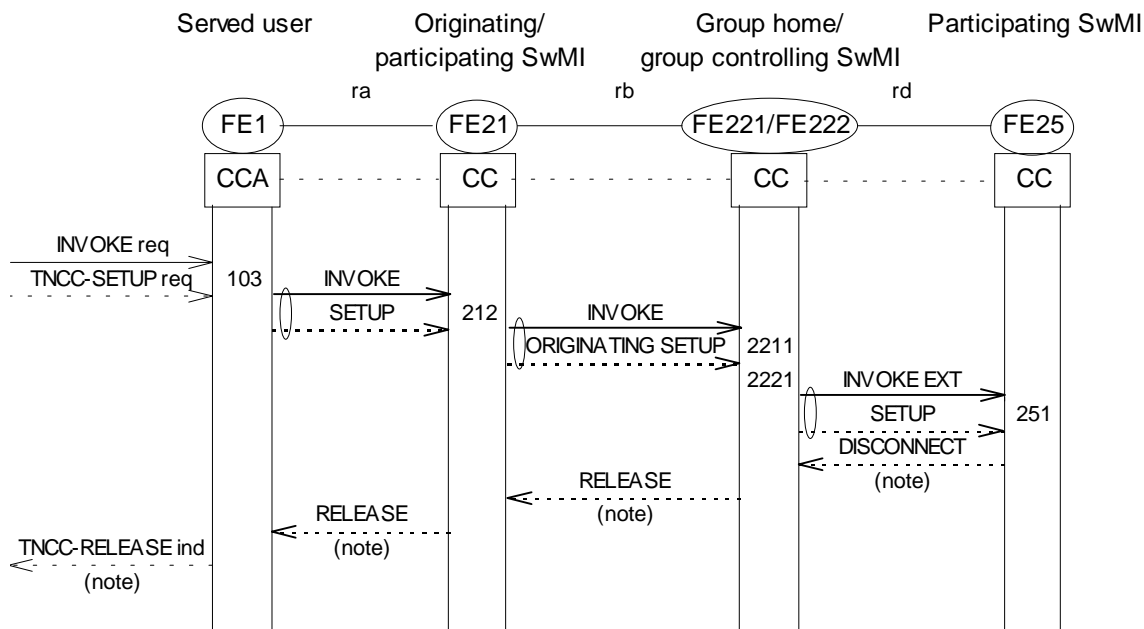 Served user
Originating/
participating SwMI
Group home/
group controlling SwMI
Participating SwMI
ra
rb
rd
FE1
FE21
FE221/FE222
FE25
CCA
CC
CC
CC
INVOKE req
TNCC-SETUP req
103
INVOKE
SETUP
212
INVOKE
ORIGINATING SETUP
2211
2221
INVOKE EXT
SETUP
251
DISCONNECT
(note)
RELEASE
(note)
RELEASE
(note)
TNCC-RELEASE ind
(note)